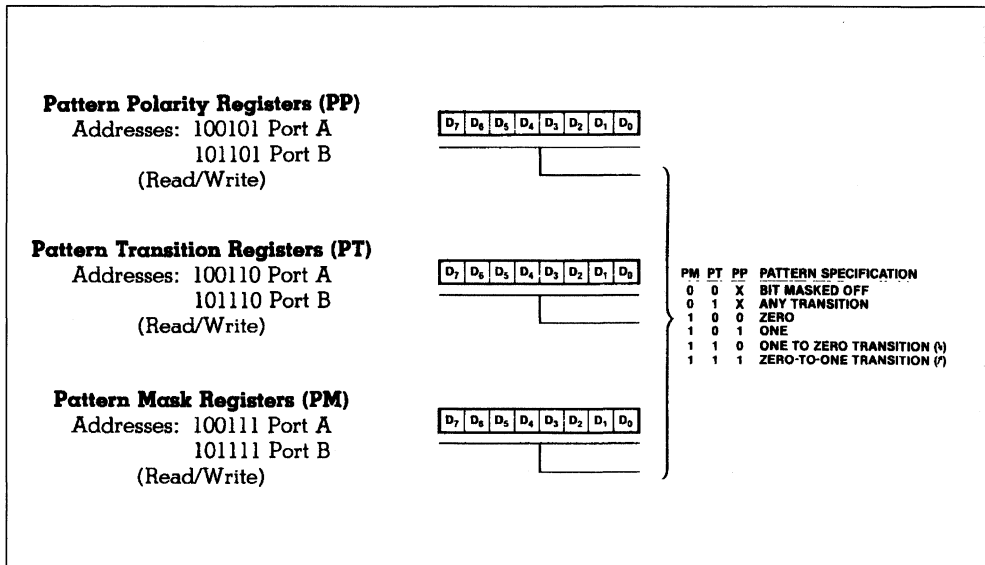 Pattern Polarity Registers (PP)
Addresses: 100101 Port A
101101 Port B
(Read/Write)
D7 D6 D5 D4 D3 D2 D1 D0
Pattern Transition Registers (PT)
Addresses: 100110 Port A
101110 Port B
(Read/Write)
D7 D6 D5 D4 D3 D2 D1 D0
Pattern Mask Registers (PM)
Addresses: 100111 Port A
101111 Port B
(Read/Write)
D7 D6 D5 D4 D3 D2 D1 D0
PM PT PP PATTERN SPECIFICATION
0 0 X BIT MASKED OFF
0 1 X ANY TRANSITION
1 0 0 ZERO
1 0 1 ONE
1 1 0 ONE TO ZERO TRANSITION (↓)
1 1 1 ZERO-TO-ONE TRANSITION (↑)